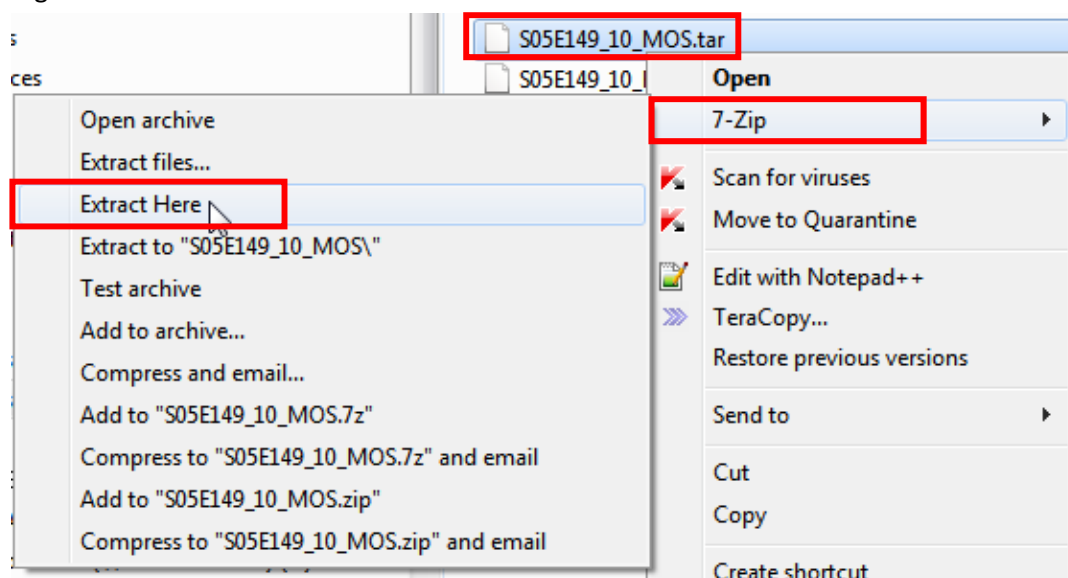 S05E149_10_MOS.tar
ces
S05E149_10_
Open
7-Zip
Scan for viruses
Move to Quarantine
Edit with Notepad++
TeraCopy...
Restore previous versions
Send to
Cut
Copy
Create shortcut
Open archive
Extract files...
Extract Here
Extract to "S05E149_10_MOS\"
Test archive
Add to archive...
Compress and email...
Add to "S05E149_10_MOS.7z"
Compress to "S05E149_10_MOS.7z" and email
Add to "S05E149_10_MOS.zip"
Compress to "S05E149_10_MOS.zip" and email